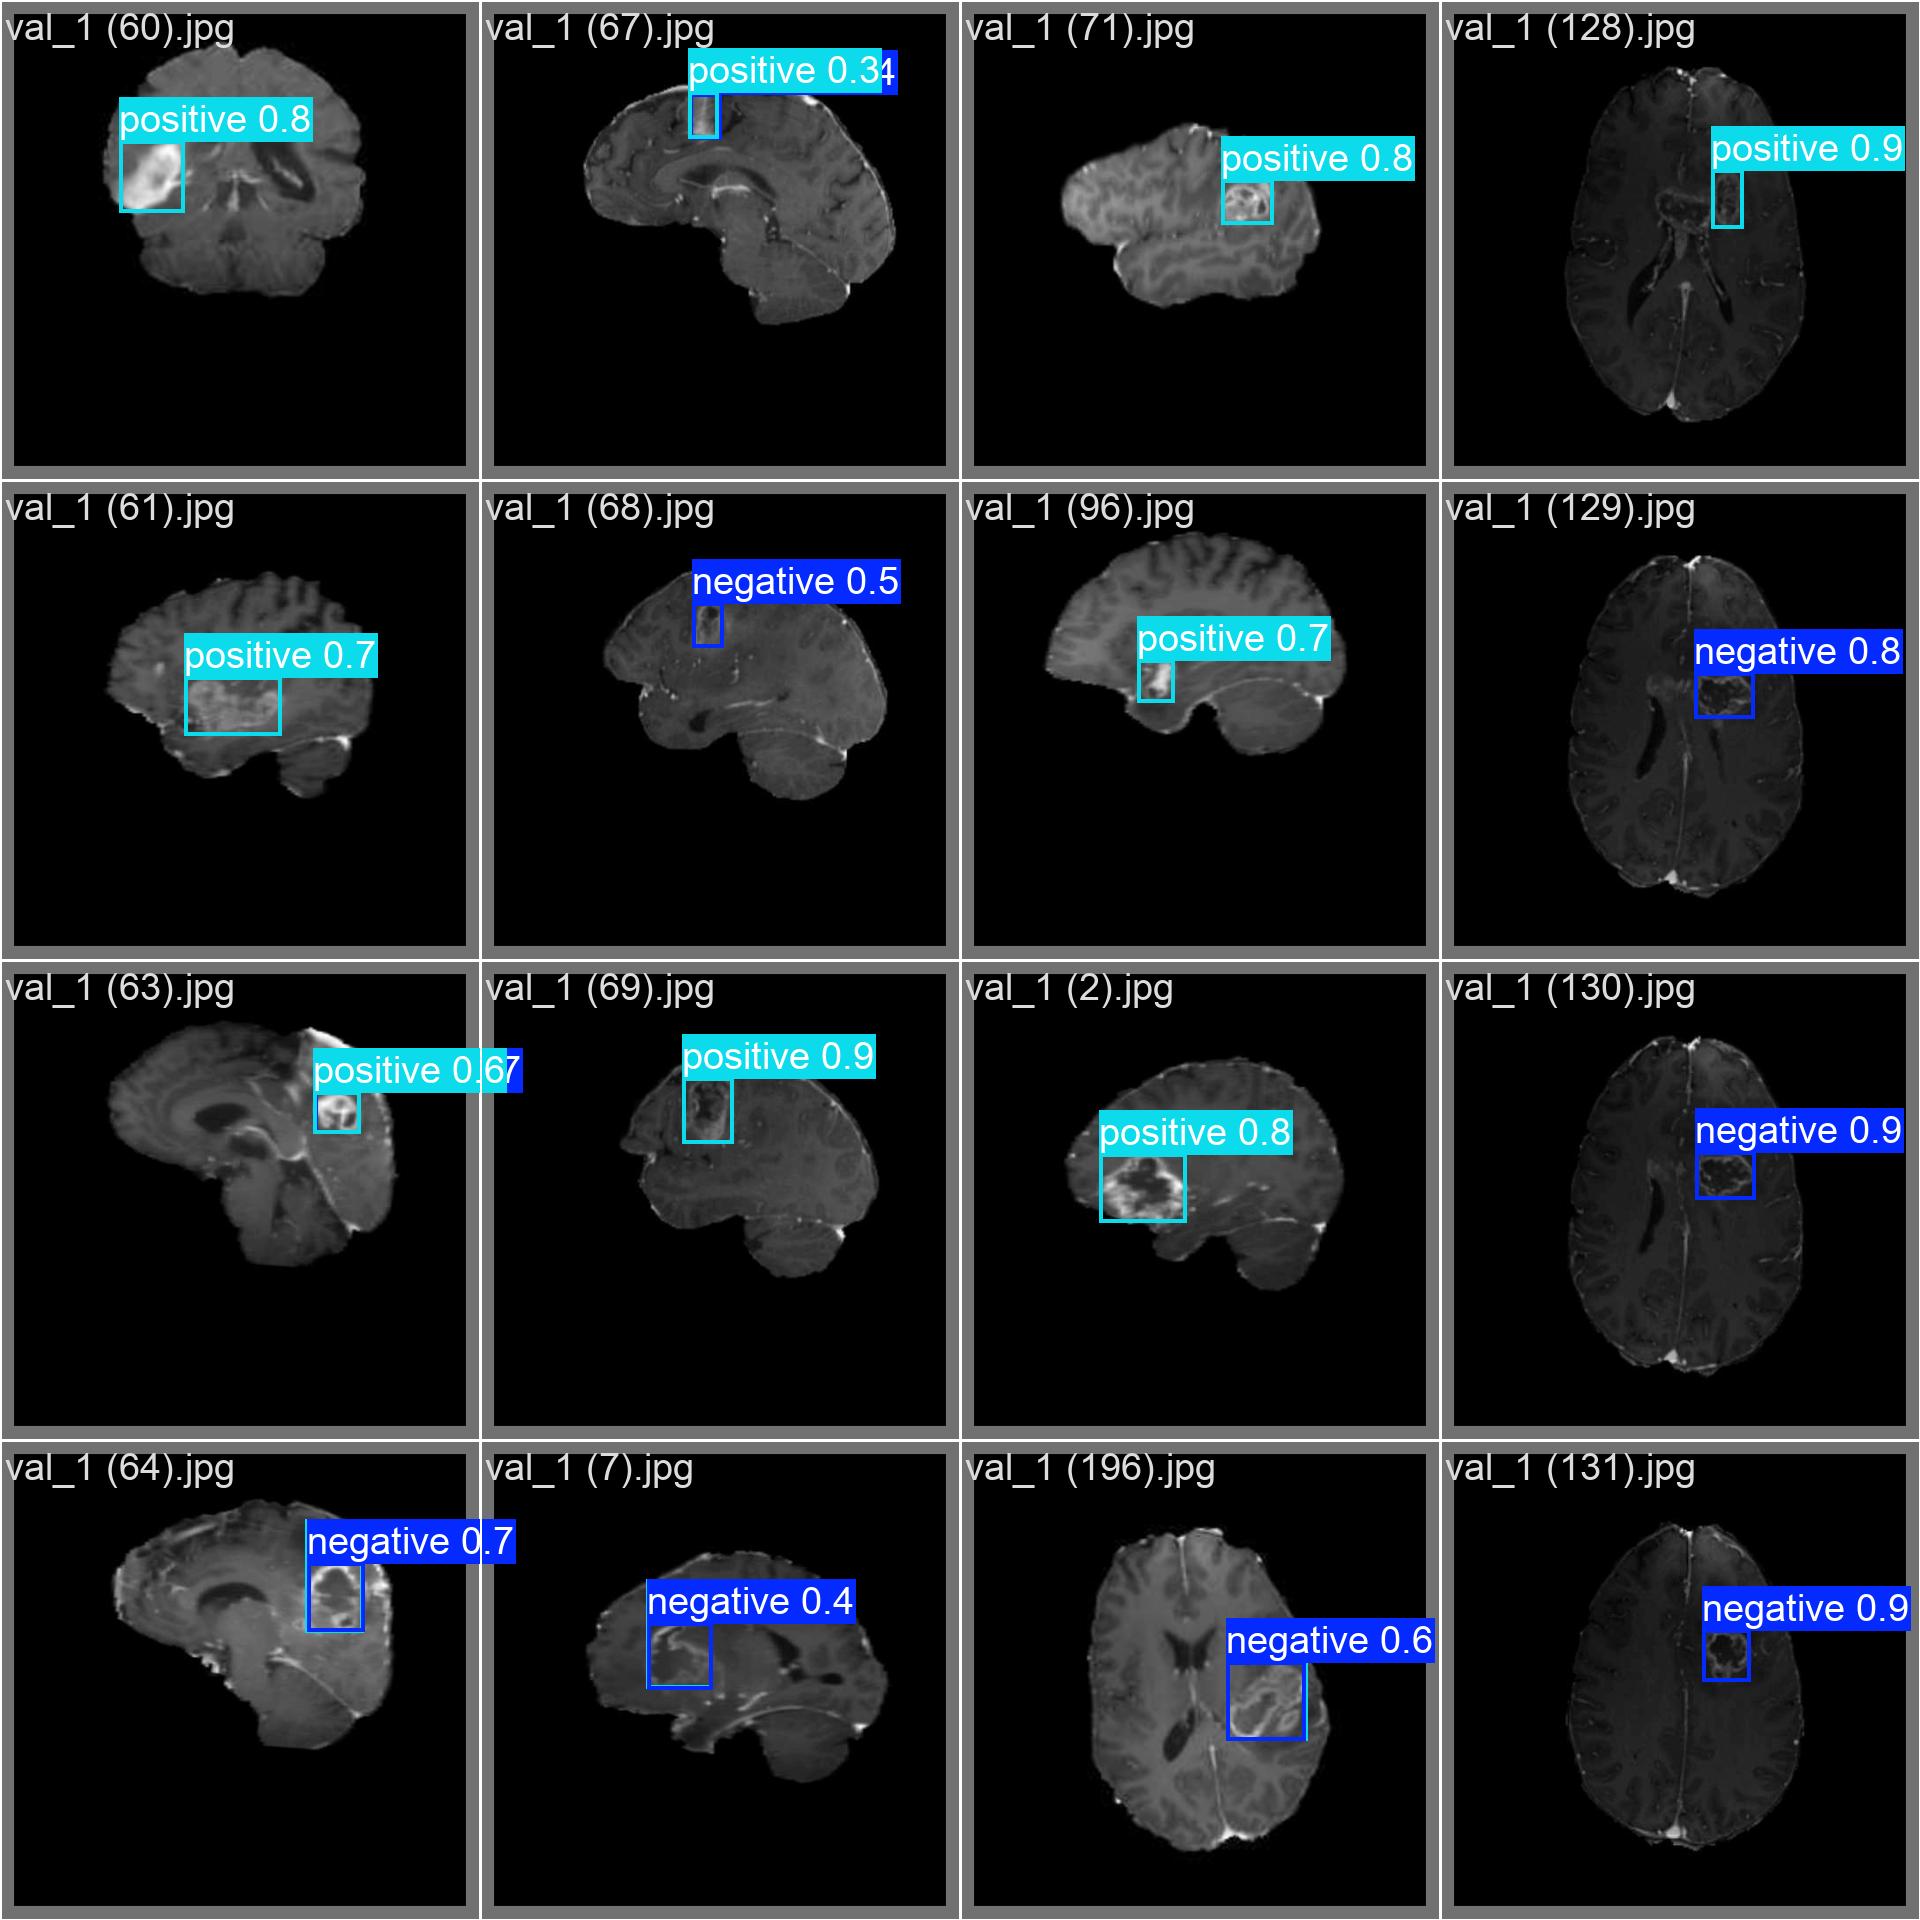 val_1 (60).jpg
positive 0.8
val_1 (67).jpg
positive 0.34
val_1 (71).jpg
positive 0.8
val_1 (128).jpg
positive 0.9
val_1 (61).jpg
positive 0.7
val_1 (68).jpg
negative 0.5
val_1 (96).jpg
positive 0.7
val_1 (129).jpg
negative 0.8
val_1 (63).jpg
positive 0.67
val_1 (69).jpg
positive 0.9
val_1 (2).jpg
positive 0.8
val_1 (130).jpg
negative 0.9
val_1 (64).jpg
negative 0.7
val_1 (7).jpg
negative 0.4
val_1 (196).jpg
negative 0.6
val_1 (131).jpg
negative 0.9